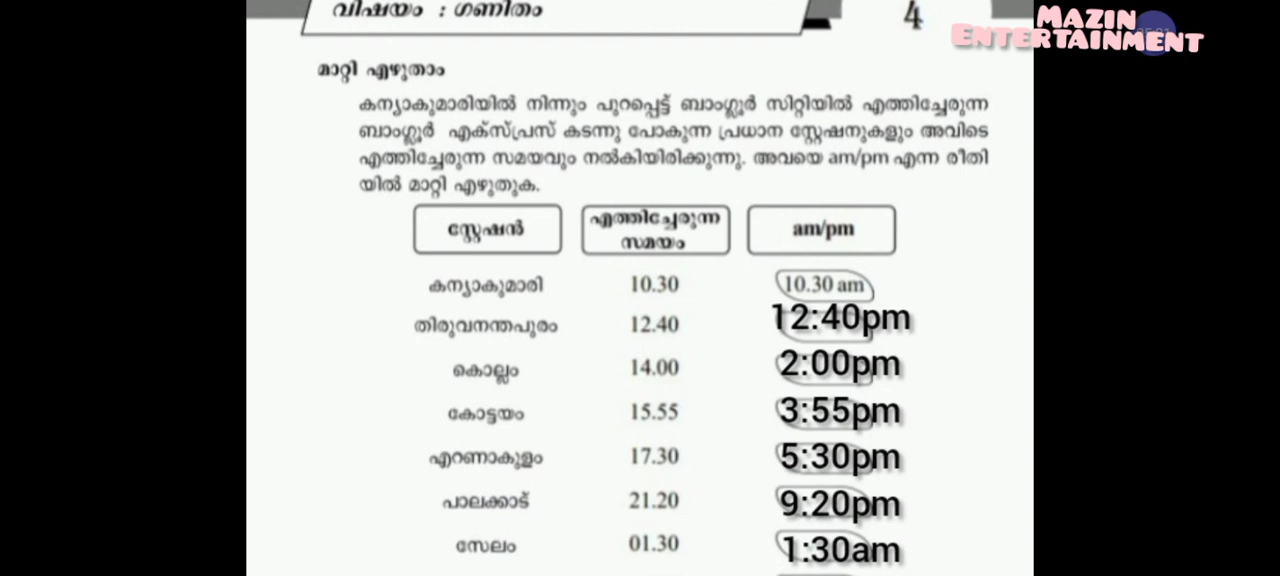 വിഷയം : ഗണിതം
4
MAZIN
ENTERTAINMENT
മാറ്റി എഴുതാം
കന്യാകുമാരിയിൽ നിന്നും പുറപ്പെട്ട് ബാംഗ്ലൂർ സിറ്റിയിൽ എത്തിച്ചേരുന്ന
ബാംഗ്ലൂർ എക്സ്പ്രസ് കടന്നു പോകുന്ന പ്രധാന സ്റ്റേഷനുകളും അവിടെ
എത്തിച്ചേരുന്ന സമയവും നൽകിയിരിക്കുന്നു. അവയെ am/pm എന്ന രീതി
യിൽ മാറ്റി എഴുതുക.
സ്റ്റേഷൻ എത്തിച്ചേരുന്ന സമയം am/pm
കന്യാകുമാരി 10.30 10.30 am
തിരുവനന്തപുരം 12.40 12:40pm
കൊല്ലം 14.00 2:00pm
കോട്ടയം 15.55 3:55pm
എറണാകുളം 17.30 5:30pm
പാലക്കാട് 21.20 9:20pm
സേലം 01.30 1:30am